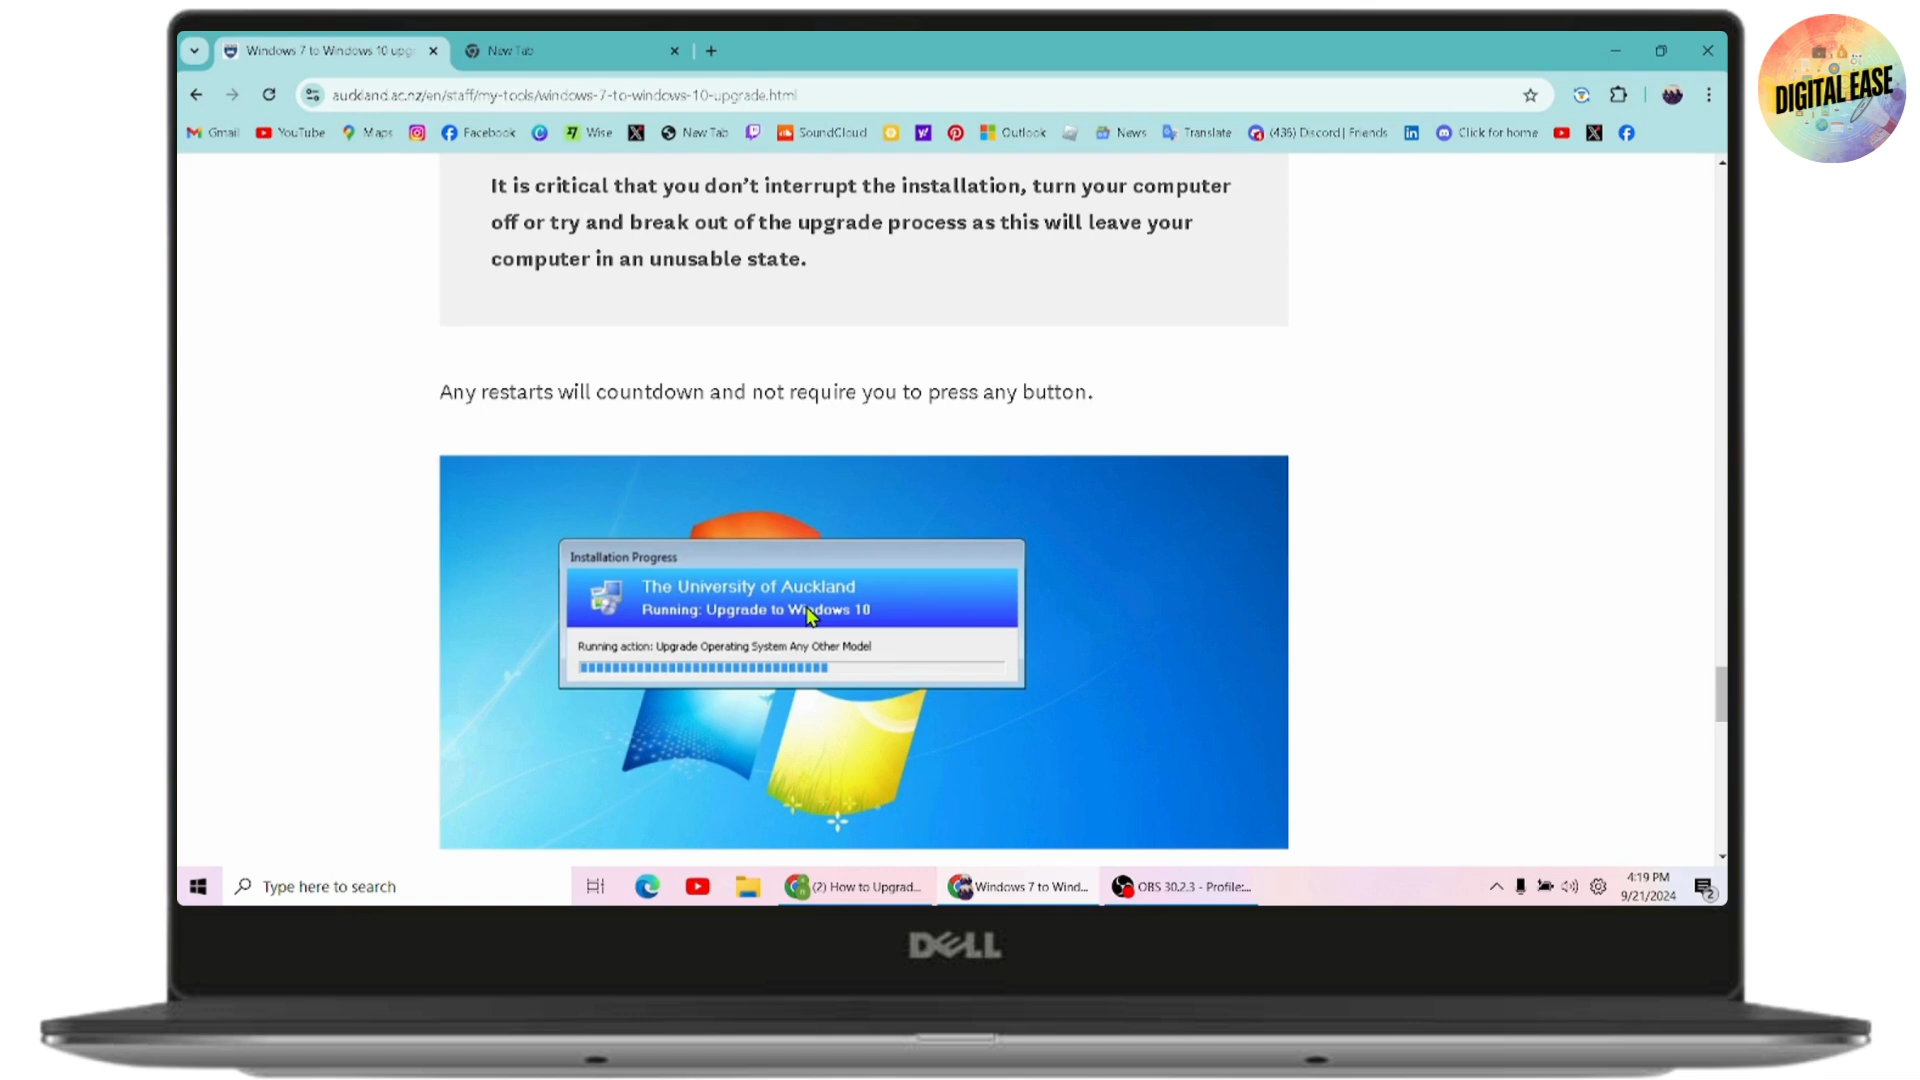 Windows 7 to Windows 10 upg
New Tab
DIGITAL EASE
auckland.ac.nz/en/staff/my-tools/windows-7-to-windows-10-upgrade.html
Gmail YouTube Maps Facebook Wise New Tab SoundCloud Outlook News Translate (436) Discord | Friends Click for home
It is critical that you don’t interrupt the installation, turn your computer
off or try and break out of the upgrade process as this will leave your
computer in an unusable state.
Any restarts will countdown and not require you to press any button.
Installation Progress
The University of Auckland
Running: Upgrade to Windows 10
Running action: Upgrade Operating System Any Other Model
Type here to search
(2) How to Upgrad...
Windows 7 to Wind...
OBS 30.2.3 - Profile:...
4:19 PM
9/21/2024
2
DELL